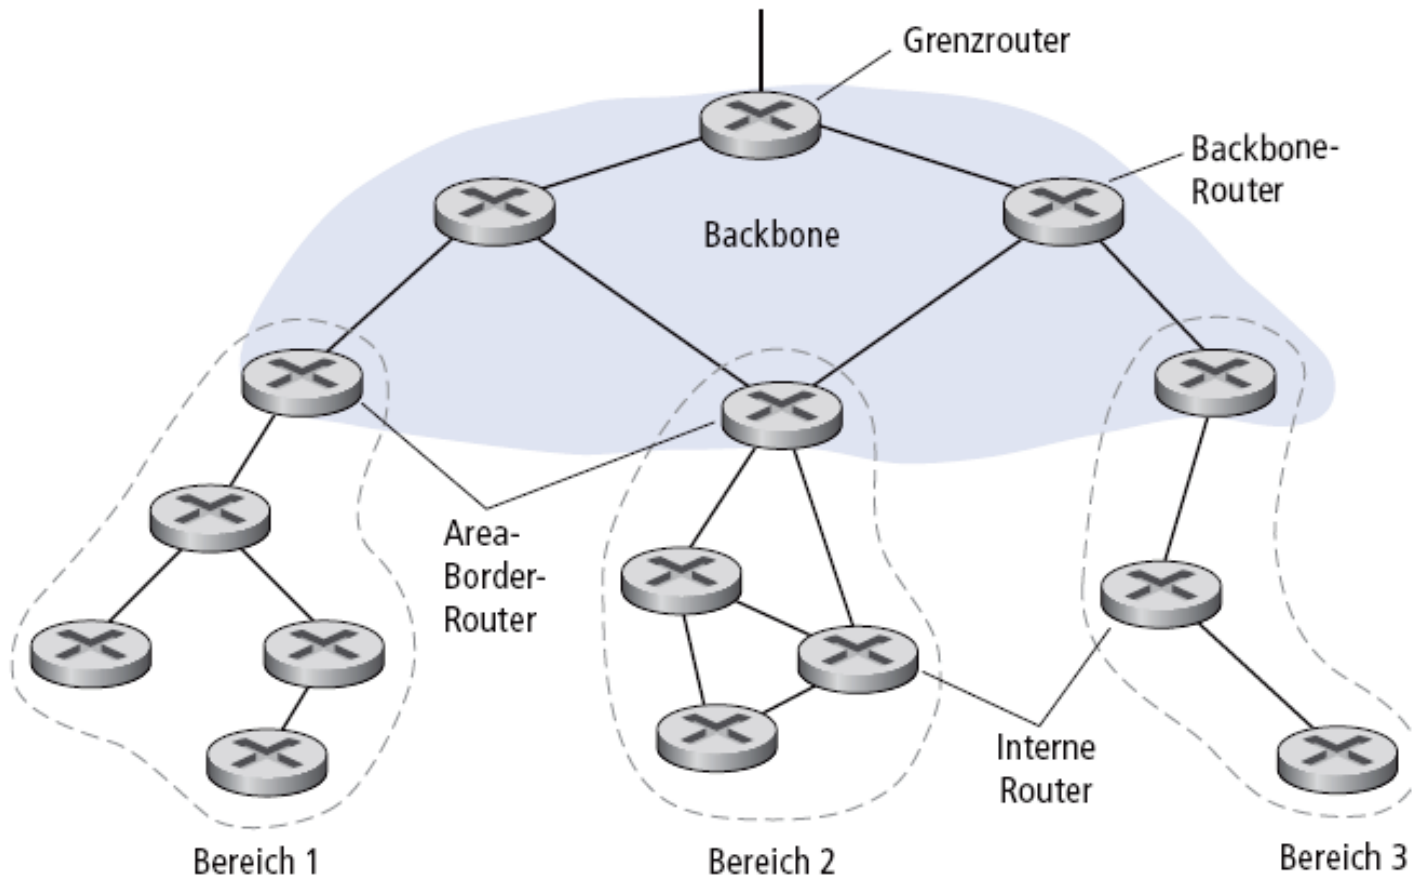 Grenzrouter
Backbone-
Router
Backbone
Area-
Border-
Router
Interne
Router
Bereich 1
Bereich 2
Bereich 3